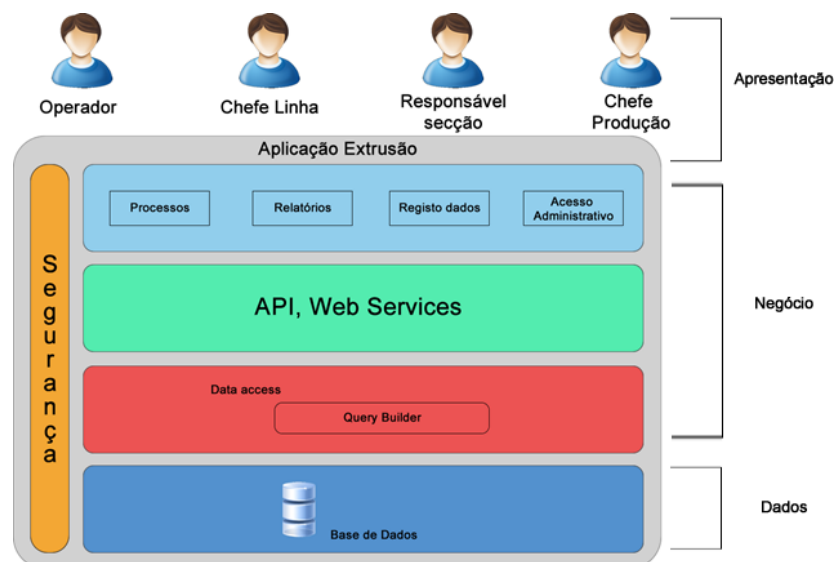 Operador
Chefe Linha
Responsável
secção
Chefe
Produção
Apresentação
Aplicação Extrusão
Segurança
Processos
Relatórios
Registo dados
Acesso
Administrativo
API, Web Services
Negócio
Data access
Query Builder
Base de Dados
Dados